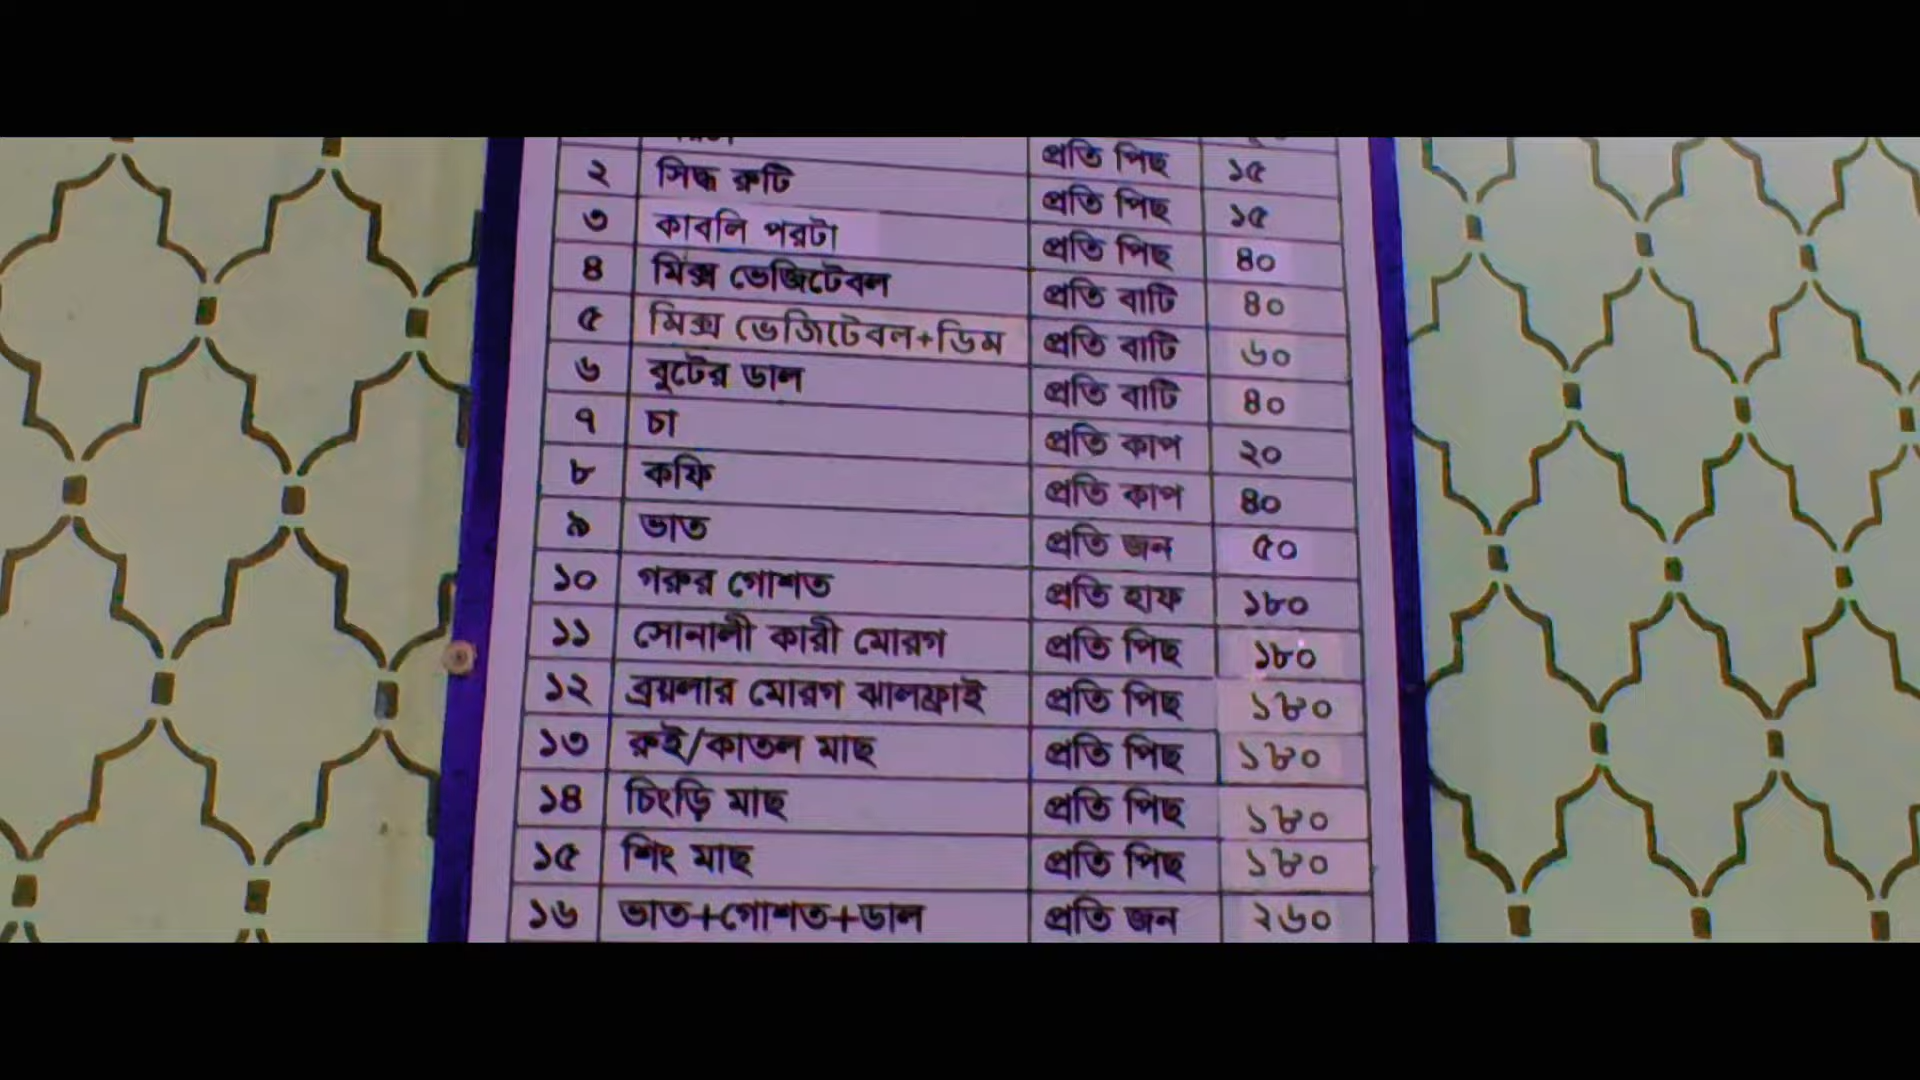 প্রতি পিছ ১৫
২ সিদ্ধ রুটি প্রতি পিছ ১৫
৩ কাবলি পরটা প্রতি পিছ ৪০
৪ মিক্স ভেজিটেবল প্রতি বাটি ৪০
৫ মিক্স ভেজিটেবল+ডিম প্রতি বাটি ৬০
৬ বুটের ডাল প্রতি বাটি ৪০
৭ চা প্রতি কাপ ২০
৮ কফি প্রতি কাপ ৪০
৯ ভাত প্রতি জন ৫০
১০ গরুর গোশত প্রতি হাফ ১৮০
১১ সোনালী কারী মোরগ প্রতি পিছ ১৮০
১২ ব্রয়লার মোরগ ঝালফ্রাই প্রতি পিছ ১৮০
১৩ রুই/কাতল মাছ প্রতি পিছ ১৮০
১৪ চিংড়ি মাছ প্রতি পিছ ১৮০
১৫ শিং মাছ প্রতি পিছ ১৮০
১৬ ভাত+গোশত+ডাল প্রতি জন ২৬০